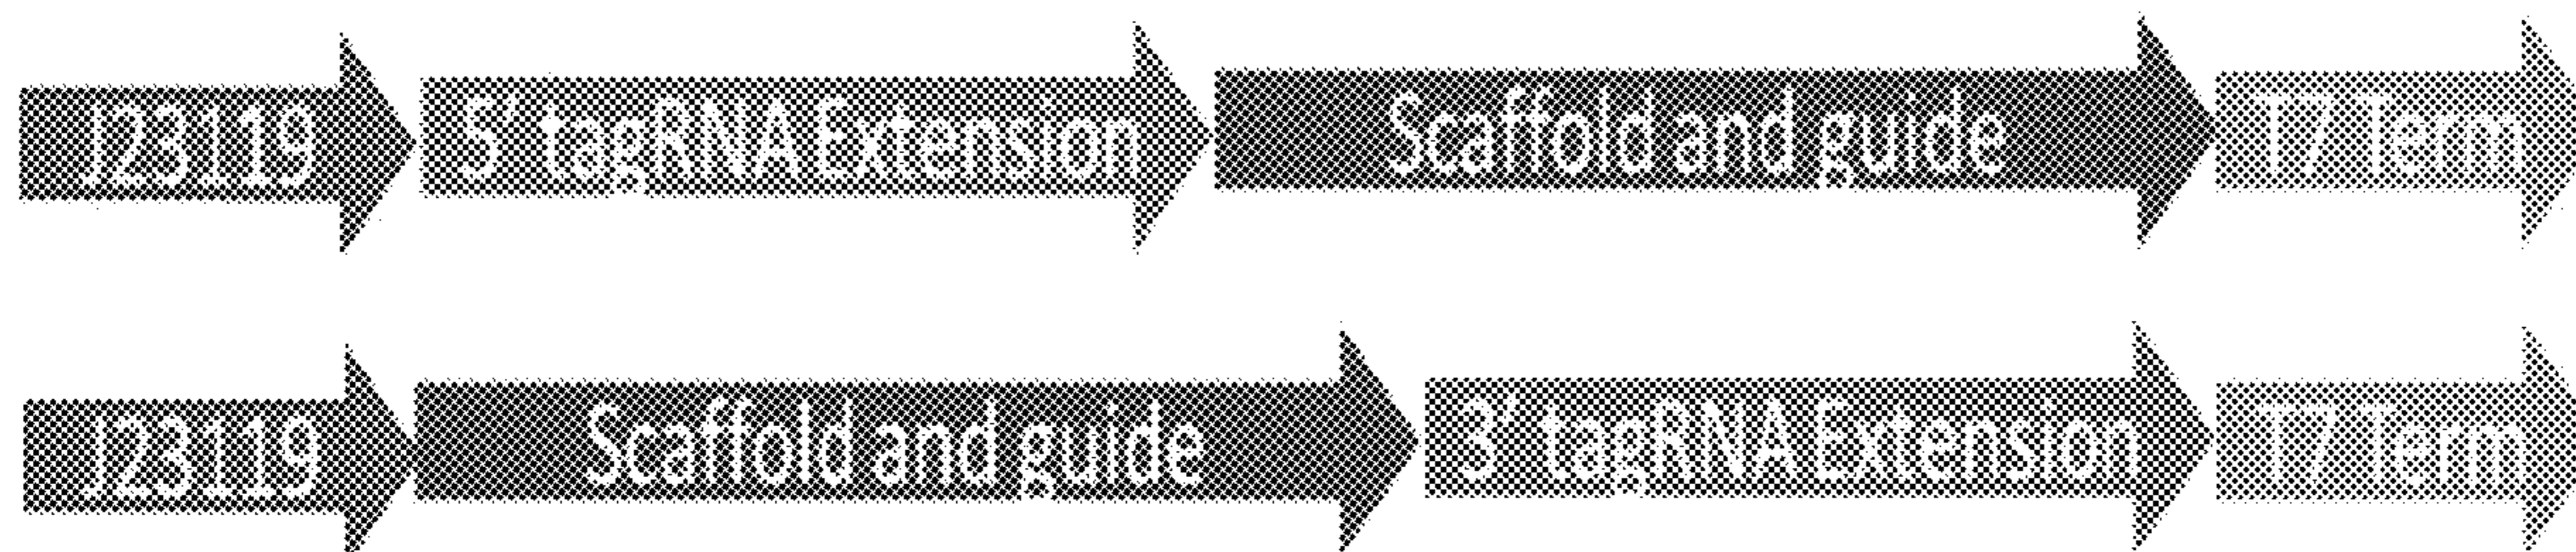 J23119 5' tagRNA Extension Scaffold and guide T7 Term
J23119 Scaffold and guide 3' tagRNA Extension T7 Term